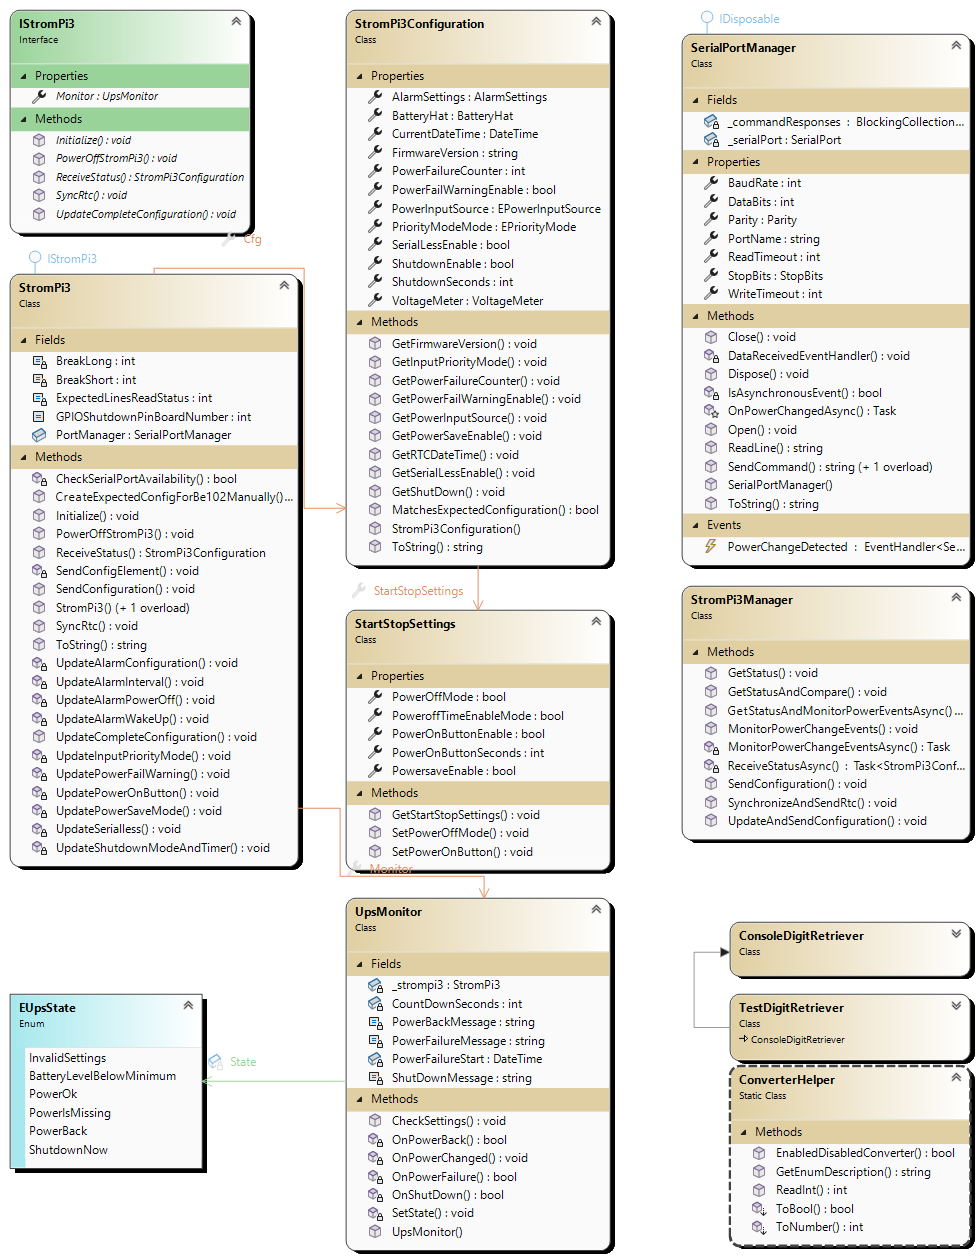 IStromPi3
Interface
Properties
Monitor : UpsMonitor
Methods
Initialize() : void
PowerOffStromPi3() : void
ReceiveStatus() : StromPi3Configuration
SyncRtc() : void
UpdateCompleteConfiguration() : void
Cfg
IStromPi3
StromPi3
Class
Fields
BreakLong : int
BreakShort : int
ExpectedLinesReadStatus : int
GPIOShutdownPinBoardNumber : int
PortManager : SerialPortManager
Methods
CheckSerialPortAvailability() : bool
CreateExpectedConfigForBe102Manually()...
Initialize() : void
PowerOffStromPi3() : void
ReceiveStatus() : StromPi3Configuration
SendConfigElement() : void
SendConfiguration() : void
StromPi3() (+ 1 overload)
SyncRtc() : void
ToString() : string
UpdateAlarmConfiguration() : void
UpdateAlarmInterval() : void
UpdateAlarmPowerOff() : void
UpdateAlarmWakeUp() : void
UpdateCompleteConfiguration() : void
UpdateInputPriorityMode() : void
UpdatePowerFailWarning() : void
UpdatePowerOnButton() : void
UpdatePowerSaveMode() : void
UpdateSerialless() : void
UpdateShutdownModeAndTimer() : void
EUpsState
Enum
InvalidSettings
BatteryLevelBelowMinimum
PowerOk
PowerIsMissing
PowerBack
ShutdownNow
State
StromPi3Configuration
Class
Properties
AlarmSettings : AlarmSettings
BatteryHat : BatteryHat
CurrentDateTime : DateTime
FirmwareVersion : string
PowerFailureCounter : int
PowerFailWarningEnable : bool
PowerInputSource : EPowerInputSource
PriorityModeMode : EPriorityMode
SerialLessEnable : bool
ShutdownEnable : bool
ShutdownSeconds : int
VoltageMeter : VoltageMeter
Methods
GetFirmwareVersion() : void
GetInputPriorityMode() : void
GetPowerFailureCounter() : void
GetPowerFailWarningEnable() : void
GetPowerInputSource() : void
GetPowerSaveEnable() : void
GetRTCDateTime() : void
GetSerialLessEnable() : void
GetShutDown() : void
MatchesExpectedConfiguration() : bool
StromPi3Configuration()
ToString() : string
StartStopSettings
StartStopSettings
Class
Properties
PowerOffMode : bool
PoweroffTimeEnableMode : bool
PowerOnButtonEnable : bool
PowerOnButtonSeconds : int
PowersaveEnable : bool
Methods
GetStartStopSettings() : void
SetPowerOffMode() : void
SetPowerOnButton() : void
Monitor
UpsMonitor
Class
Fields
_strompi3 : StromPi3
CountDownSeconds : int
PowerBackMessage : string
PowerFailureMessage : string
PowerFailureStart : DateTime
ShutDownMessage : string
Methods
CheckSettings() : void
OnPowerBack() : bool
OnPowerChanged() : void
OnPowerFailure() : bool
OnShutDown() : bool
SetState() : void
UpsMonitor()
IDisposable
SerialPortManager
Class
Fields
_commandResponses : BlockingCollection...
_serialPort : SerialPort
Properties
BaudRate : int
DataBits : int
Parity : Parity
PortName : string
ReadTimeout : int
StopBits : StopBits
WriteTimeout : int
Methods
Close() : void
DataReceivedEventHandler() : void
Dispose() : void
IsAsynchronousEvent() : bool
OnPowerChangedAsync() : Task
Open() : void
ReadLine() : string
SendCommand() : string (+ 1 overload)
SerialPortManager()
ToString() : string
Events
PowerChangeDetected : EventHandler<Se...
StromPi3Manager
Class
Methods
GetStatus() : void
GetStatusAndCompare() : void
GetStatusAndMonitorPowerEventsAsync()...
MonitorPowerChangeEvents() : void
MonitorPowerChangeEventsAsync() : Task
ReceiveStatusAsync() : Task<StromPi3Conf...
SendConfiguration() : void
SynchronizeAndSendRtc() : void
UpdateAndSendConfiguration() : void
ConsoleDigitRetriever
Class
TestDigitRetriever
Class
ConsoleDigitRetriever
ConverterHelper
Static Class
Methods
EnabledDisabledConverter() : bool
GetEnumDescription() : string
ReadInt() : int
ToBool() : bool
ToNumber() : int